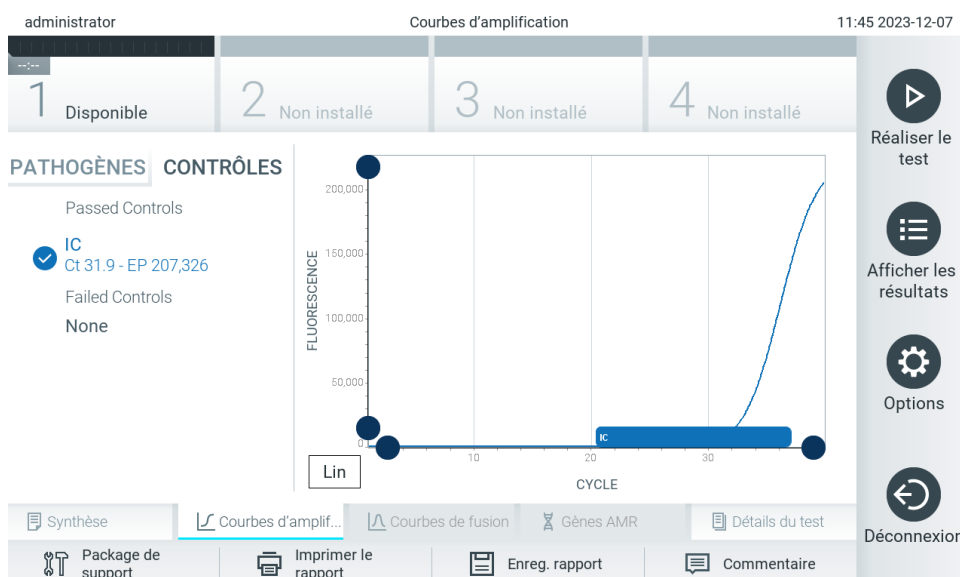 administrator
Courbes d'amplification
11:45 2023-12-07
--:--
1 Disponible
2 Non installé
3 Non installé
4 Non installé
Réaliser le
test
PATHOGÈNES
CONTRÔLES
Passed Controls
IC
Ct 31.9 - EP 207,326
Failed Controls
None
FLUORESCENCE
200,000
150,000
100,000
50,000
0
IC
10
20
30
CYCLE
Lin
Afficher les
résultats
Options
Déconnexion
Synthèse
Courbes d'amplif...
Courbes de fusion
Gènes AMR
Détails du test
Package de
support
Imprimer le
rapport
Enreg. rapport
Commentaire